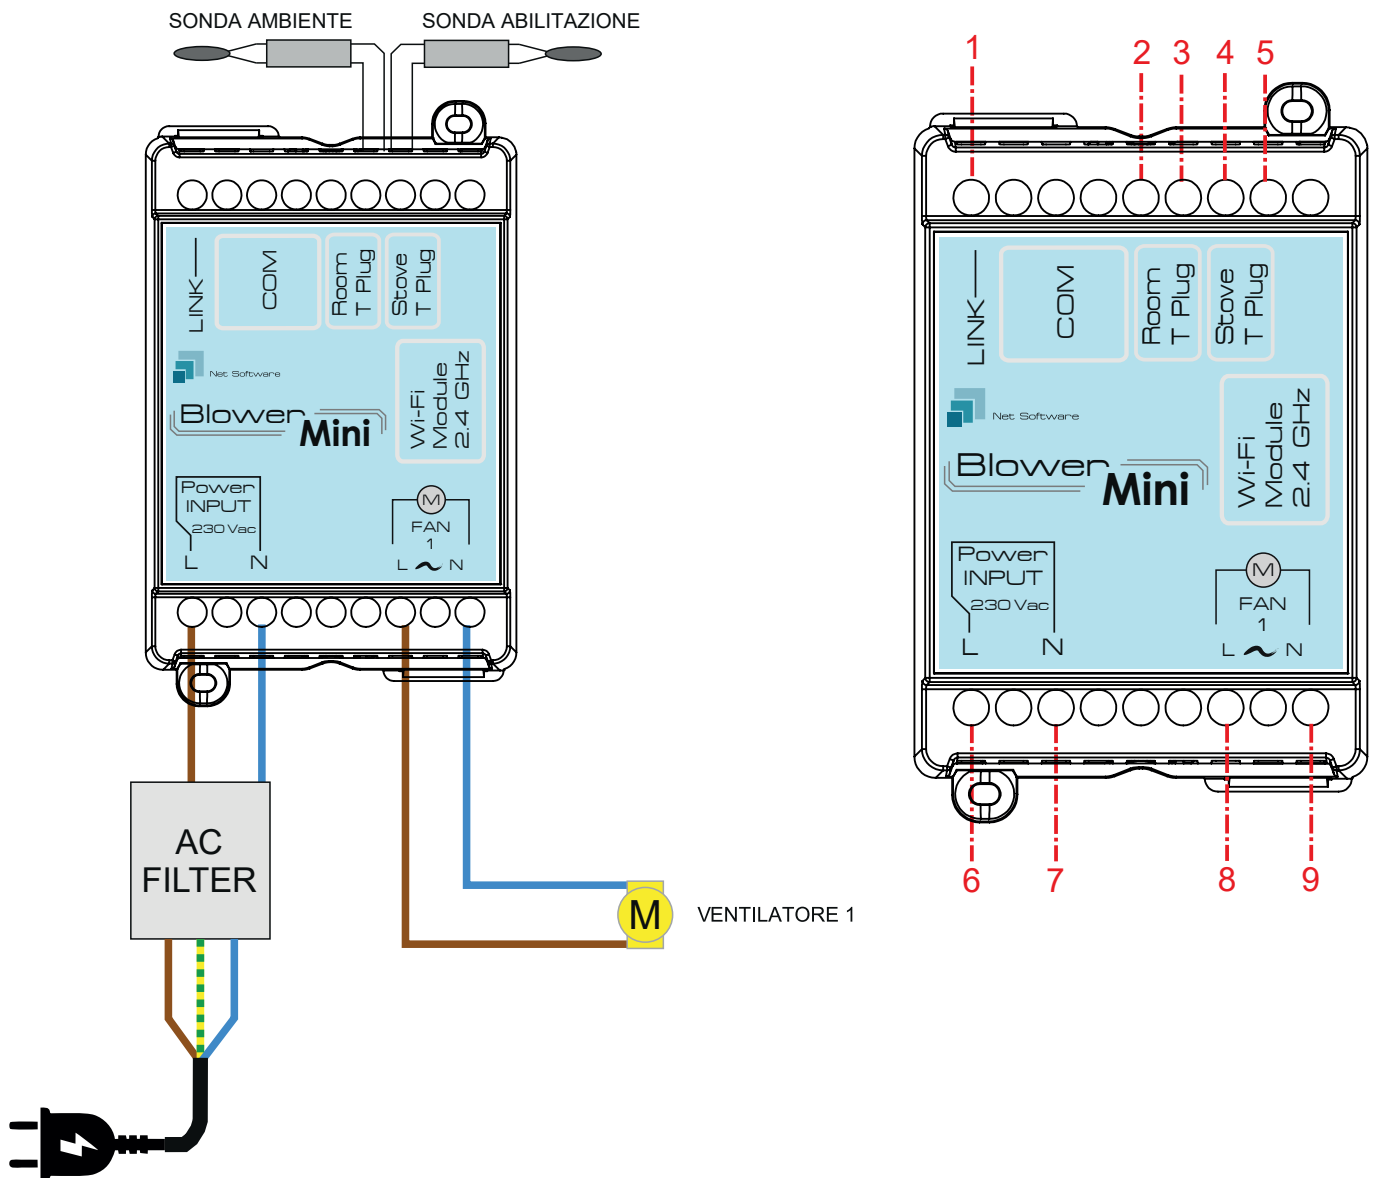 SONDA AMBIENTE
SONDA ABILITAZIONE
LINK
COM
Room
T Plug
Stove
T Plug
Net Software
Blower
Mini
Wi-Fi
Module
2.4 GHz
Power
INPUT
230 Vac
L N
M
FAN
1
L N
AC
FILTER
M
VENTILATORE 1
1 2 3 4 5
LINK
COM
Room
T Plug
Stove
T Plug
Net Software
Blower
Mini
Wi-Fi
Module
2.4 GHz
Power
INPUT
230 Vac
L N
M
FAN
1
L N
6 7 8 9